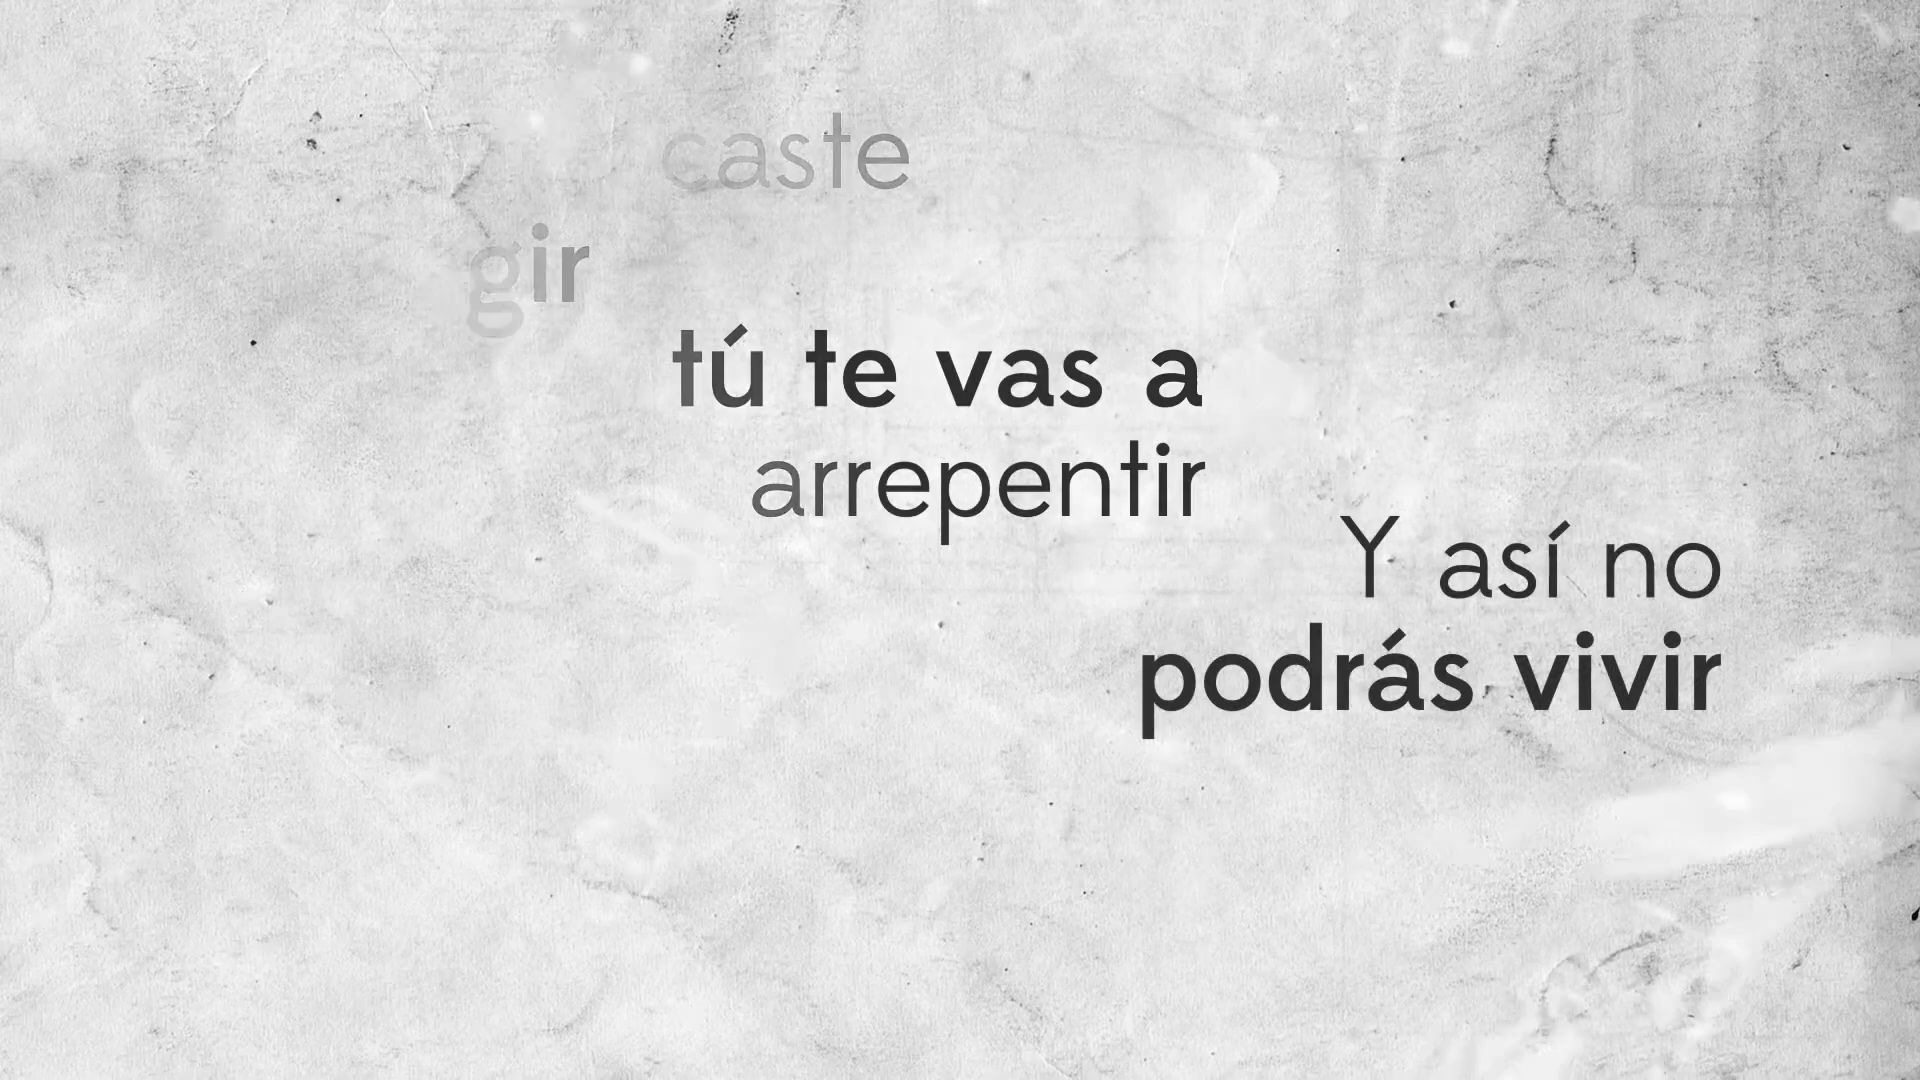 caste
gir
tú te vas a
arrepentir
Y así no
podrás vivir